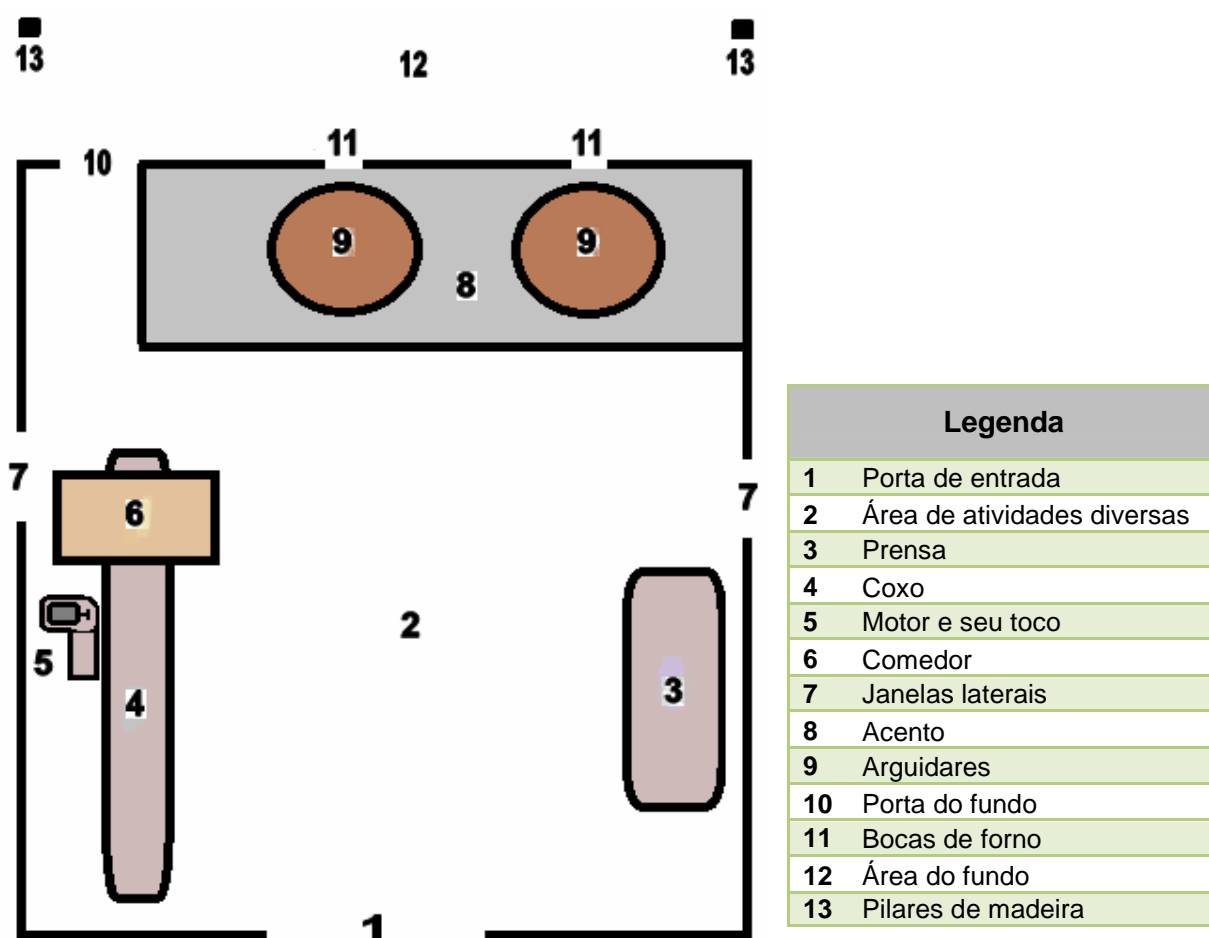 13 12 13
11 11
10
9 9
8
7 7
6
5
4
2
3
1
Legenda
1 Porta de entrada
2 Área de atividades diversas
3 Prensa
4 Coxo
5 Motor e seu toco
6 Comedor
7 Janelas laterais
8 Acento
9 Arguidares
10 Porta do fundo
11 Bocas de forno
12 Área do fundo
13 Pilares de madeira